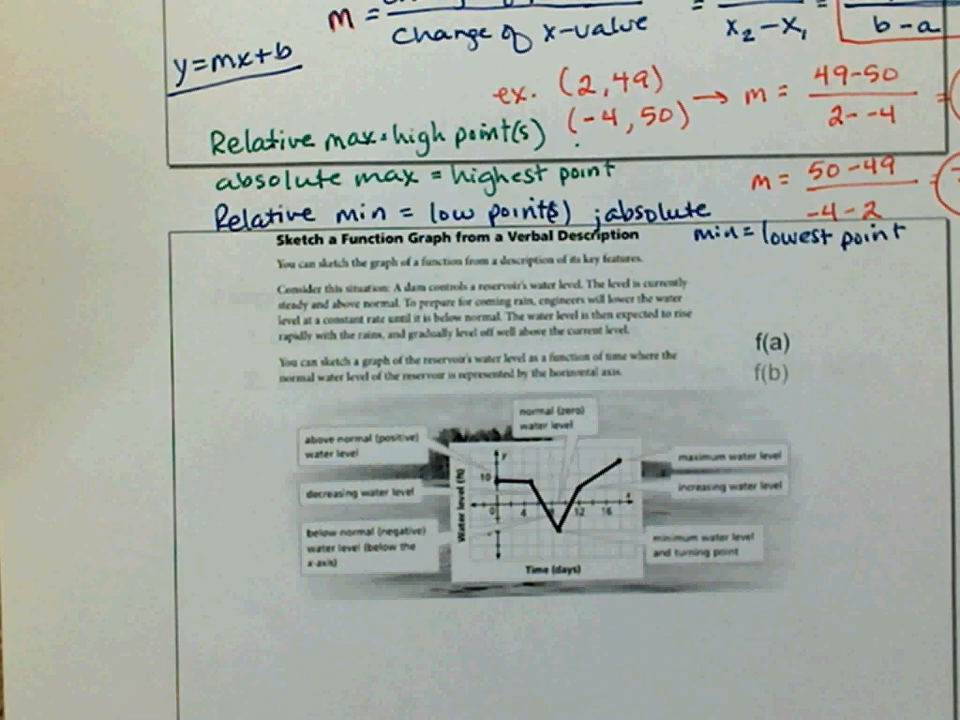 m =
Change of x-value
=
x₂-x₁
=
b-a
y=mx+b
ex. (2,49)
(-4,50) → m = 49-50
2--4
=
Relative max = high point(s)
absolute max = highest point
m = 50-49
-4-2
=
Relative min = low point(s) ; absolute
min = lowest point
Sketch a Function Graph from a Verbal Description
You can sketch the graph of a function from a description of its key features.
Consider this situation: A dam controls a reservoir's water level. The level is currently
steady and above normal. To prepare for coming rain, engineers will lower the water
level at a constant rate until it is below normal. The water level is then expected to rise
rapidly with the rains, and gradually level off well above the current level.
You can sketch a graph of the reservoir's water level as a function of time where the
normal water level of the reservoir is represented by the horizontal axis.
f(a)
f(b)
normal (zero)
water level
above normal (positive)
water level
decreasing water level
below normal (negative)
water level (below the
x-axis)
maximum water level
increasing water level
minimum water level
and turning point
Water level (ft)
y
10
0
4
12
16
x
Time (days)